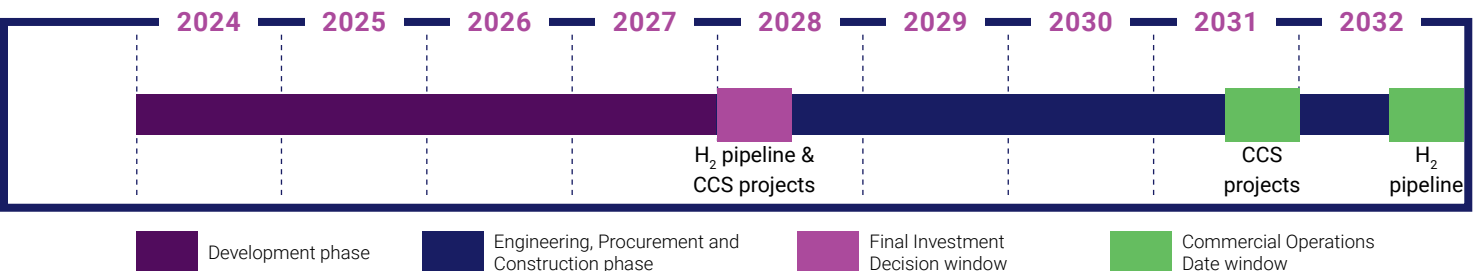 2024 2025 2026 2027 2028 2029 2030 2031 2032
H₂ pipeline &
CCS projects
CCS
projects
H₂
pipeline
Development phase
Engineering, Procurement and
Construction phase
Final Investment
Decision window
Commercial Operations
Date window